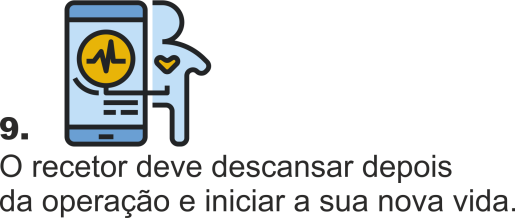 9.
O recetor deve descansar depois
da operação e iniciar a sua nova vida.